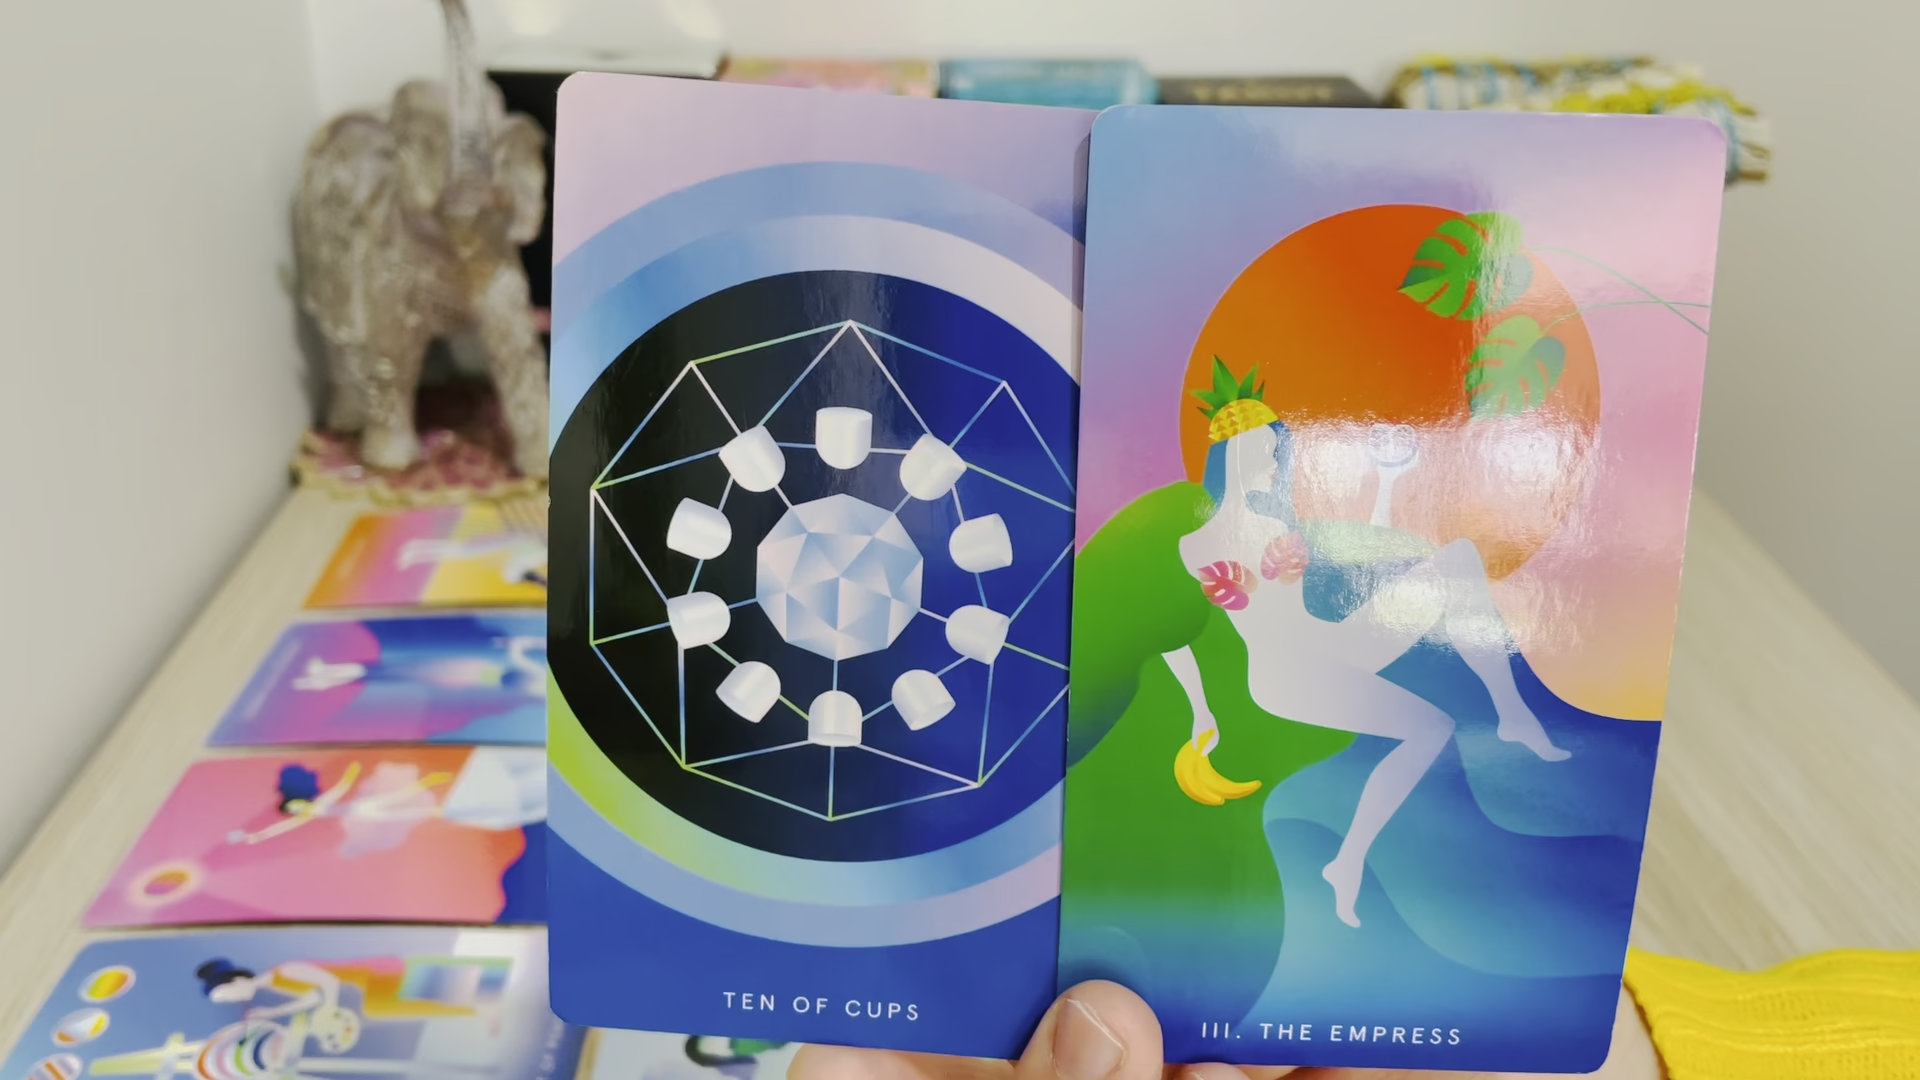 TEN OF CUPS
III. THE EMPRESS